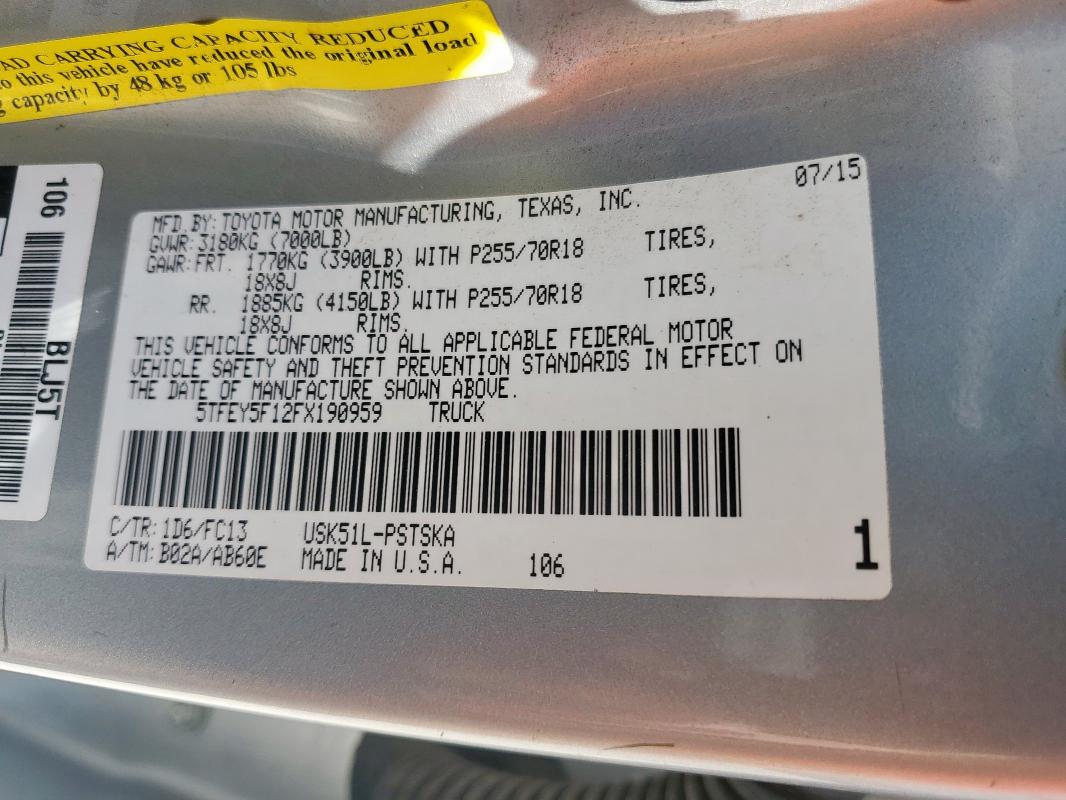 AD CARRYING CAPACITY REDUCED
to this vehicle have reduced the original load
capacity by 48 kg or 105 lbs
106
BLJ5T
07/15
MFD.BY:TOYOTA MOTOR MANUFACTURING, TEXAS, INC.
GVWR:3180KG (7000LB)
GAWR:FRT. 1770KG (3900LB) WITH P255/70R18 TIRES,
18X8J RIMS.
RR. 1885KG (4150LB) WITH P255/70R18 TIRES,
18X8J RIMS.
THIS VEHICLE CONFORMS TO ALL APPLICABLE FEDERAL MOTOR
VEHICLE SAFETY AND THEFT PREVENTION STANDARDS IN EFFECT ON
THE DATE OF MANUFACTURE SHOWN ABOVE.
5TFEY5F12FX190959 TRUCK
C/TR:1D6/FC13 USK51L-PSTSKA
A/TM:B02A/AB60E MADE IN U.S.A. 106
1